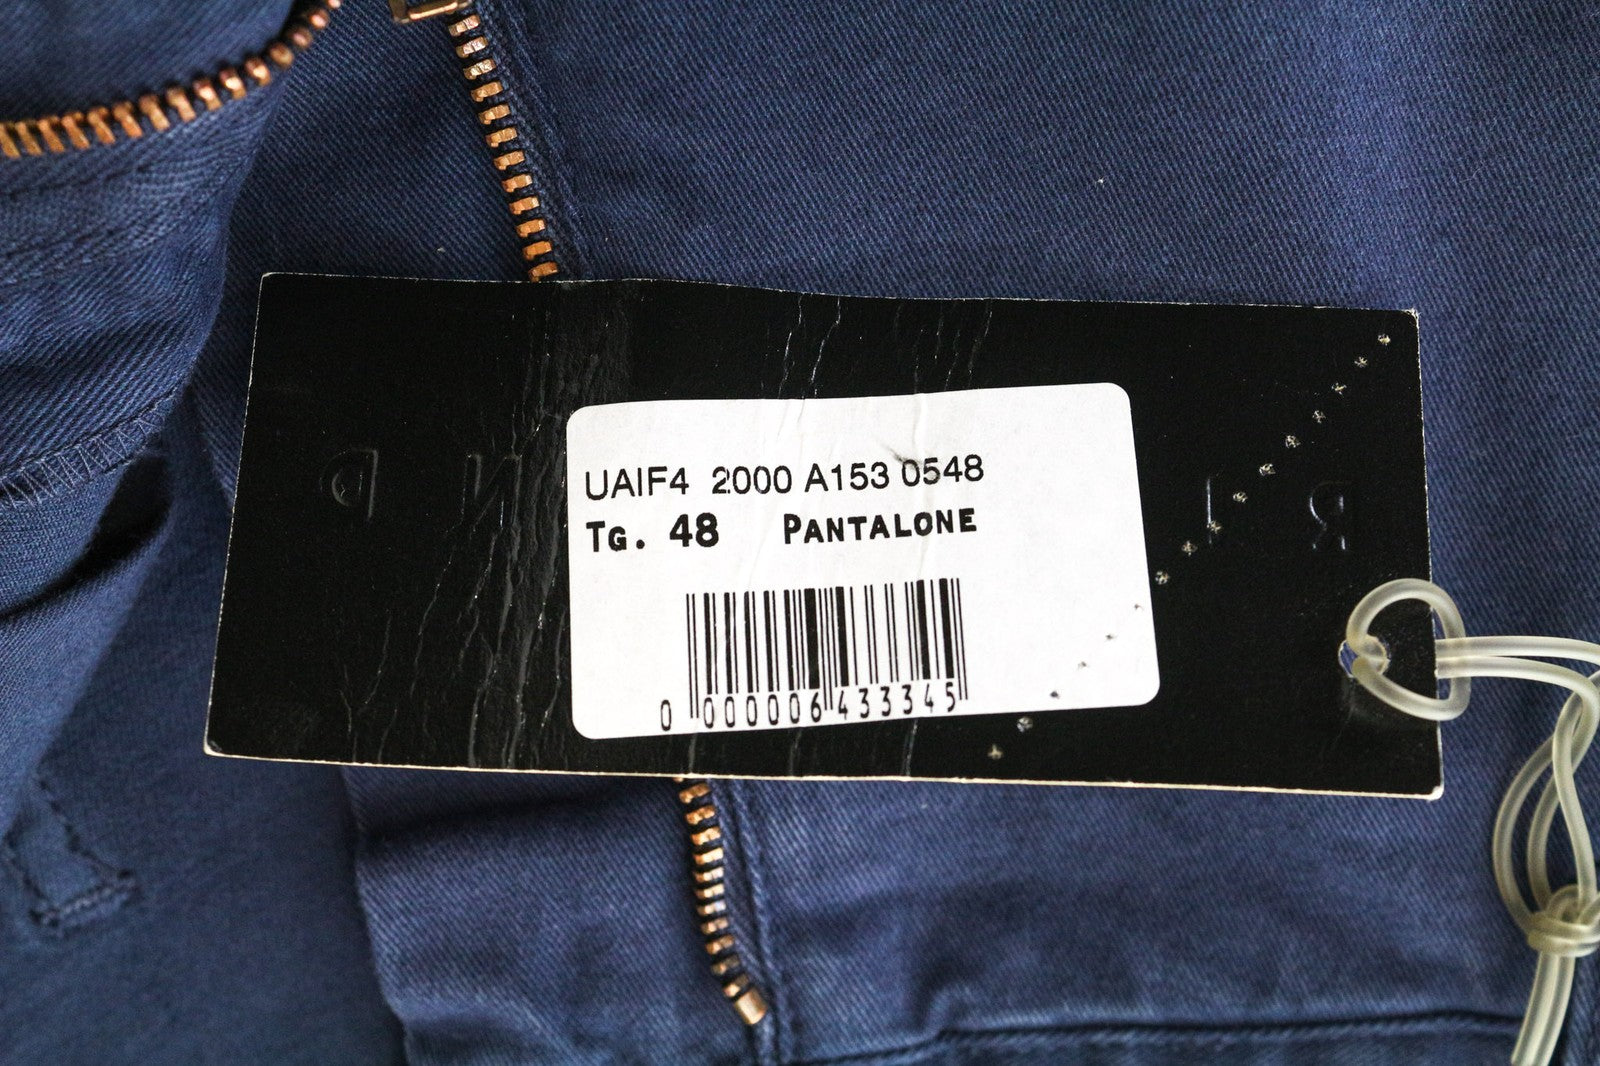 UAIF4 2000 A153 0548
TG. 48 PANTALONE
0 000006 433345